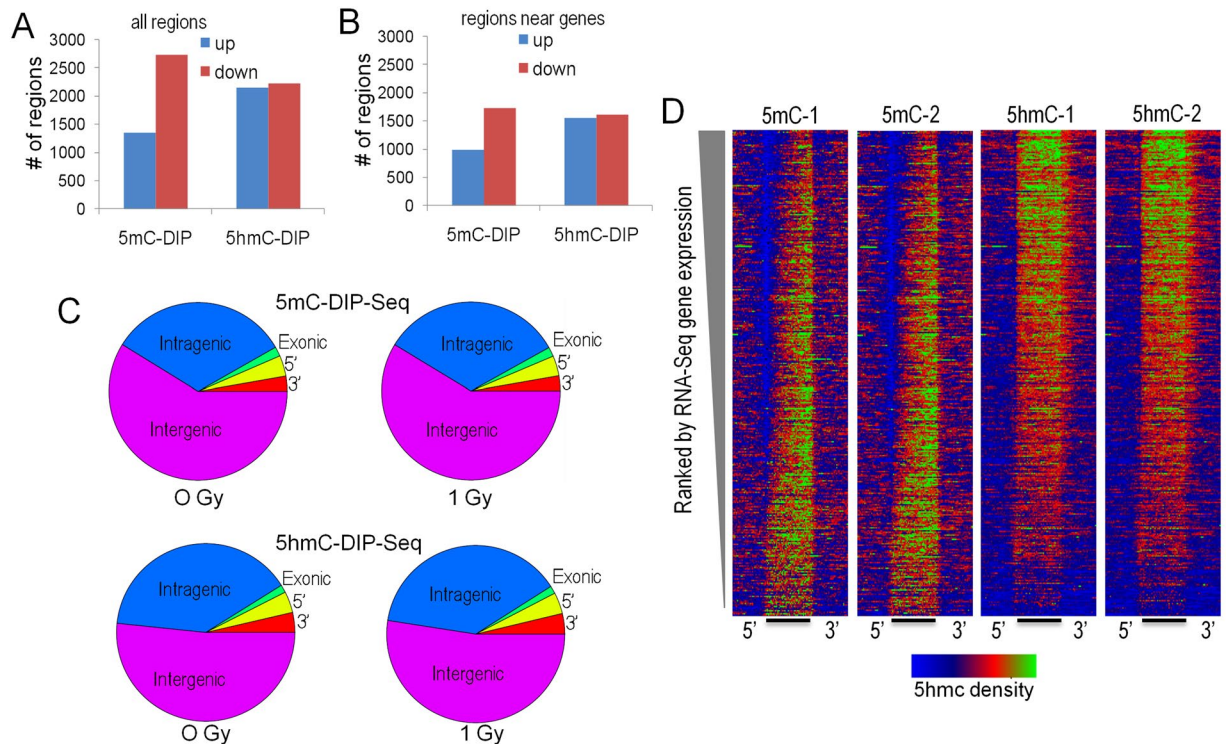 A
all regions
3000
2500
2000
1500
1000
500
0
# of regions
up
down
5mC-DIP
5hmC-DIP
B
regions near genes
3000
2500
2000
1500
1000
500
0
# of regions
up
down
5mC-DIP
5hmC-DIP
C
5mC-DIP-Seq
Intragenic
Exonic
5'
3'
Intergenic
O Gy
Intragenic
Exonic
5'
3'
Intergenic
1 Gy
5hmC-DIP-Seq
Intragenic
Exonic
5'
3'
Intergenic
O Gy
Intragenic
Exonic
5'
3'
Intergenic
1 Gy
D
5mC-1
5mC-2
5hmC-1
5hmC-2
Ranked by RNA-Seq gene expression
5' 3'
5' 3'
5' 3'
5' 3'
5hmc density